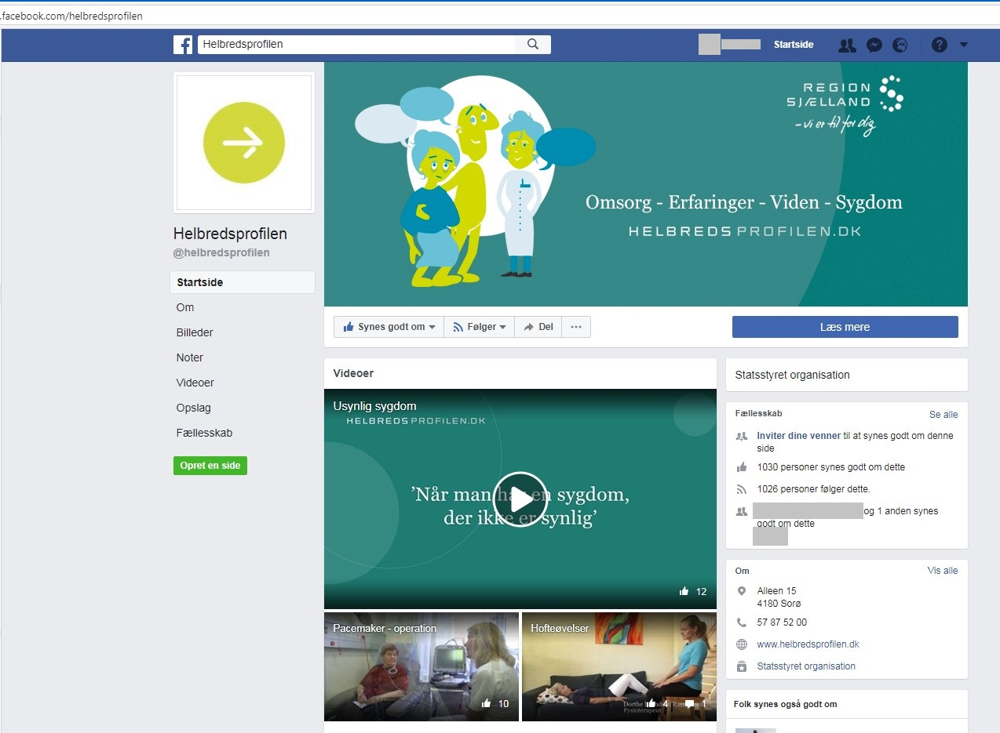 .facebook.com/helbredsprofilen
Helbredsprofilen
Startside
REGION
SJÆLLAND
- vi er til for dig
Omsorg - Erfaringer - Viden - Sygdom
HELBREDSPROFILEN.DK
Helbredsprofilen
@helbredsprofilen
Startside
Om
Billeder
Noter
Videoer
Opslag
Fællesskab
Opret en side
Synes godt om
Følger
Del
Læs mere
Videoer
Usynlig sygdom
HELBREDSPROFILEN.DK
’Når man har en sygdom,
der ikke er synlig’
12
Pacemaker - operation
10
Hofteøvelser
Dorthe
Fysioterapeut
4
1
Statsstyret organisation
Fællesskab
Se alle
Inviter dine venner til at synes godt om denne
side
1030 personer synes godt om dette
1026 personer følger dette.
og 1 anden synes
godt om dette
Om
Vis alle
Alleen 15
4180 Sorø
57 87 52 00
www.helbredsprofilen.dk
Statsstyret organisation
Folk synes også godt om